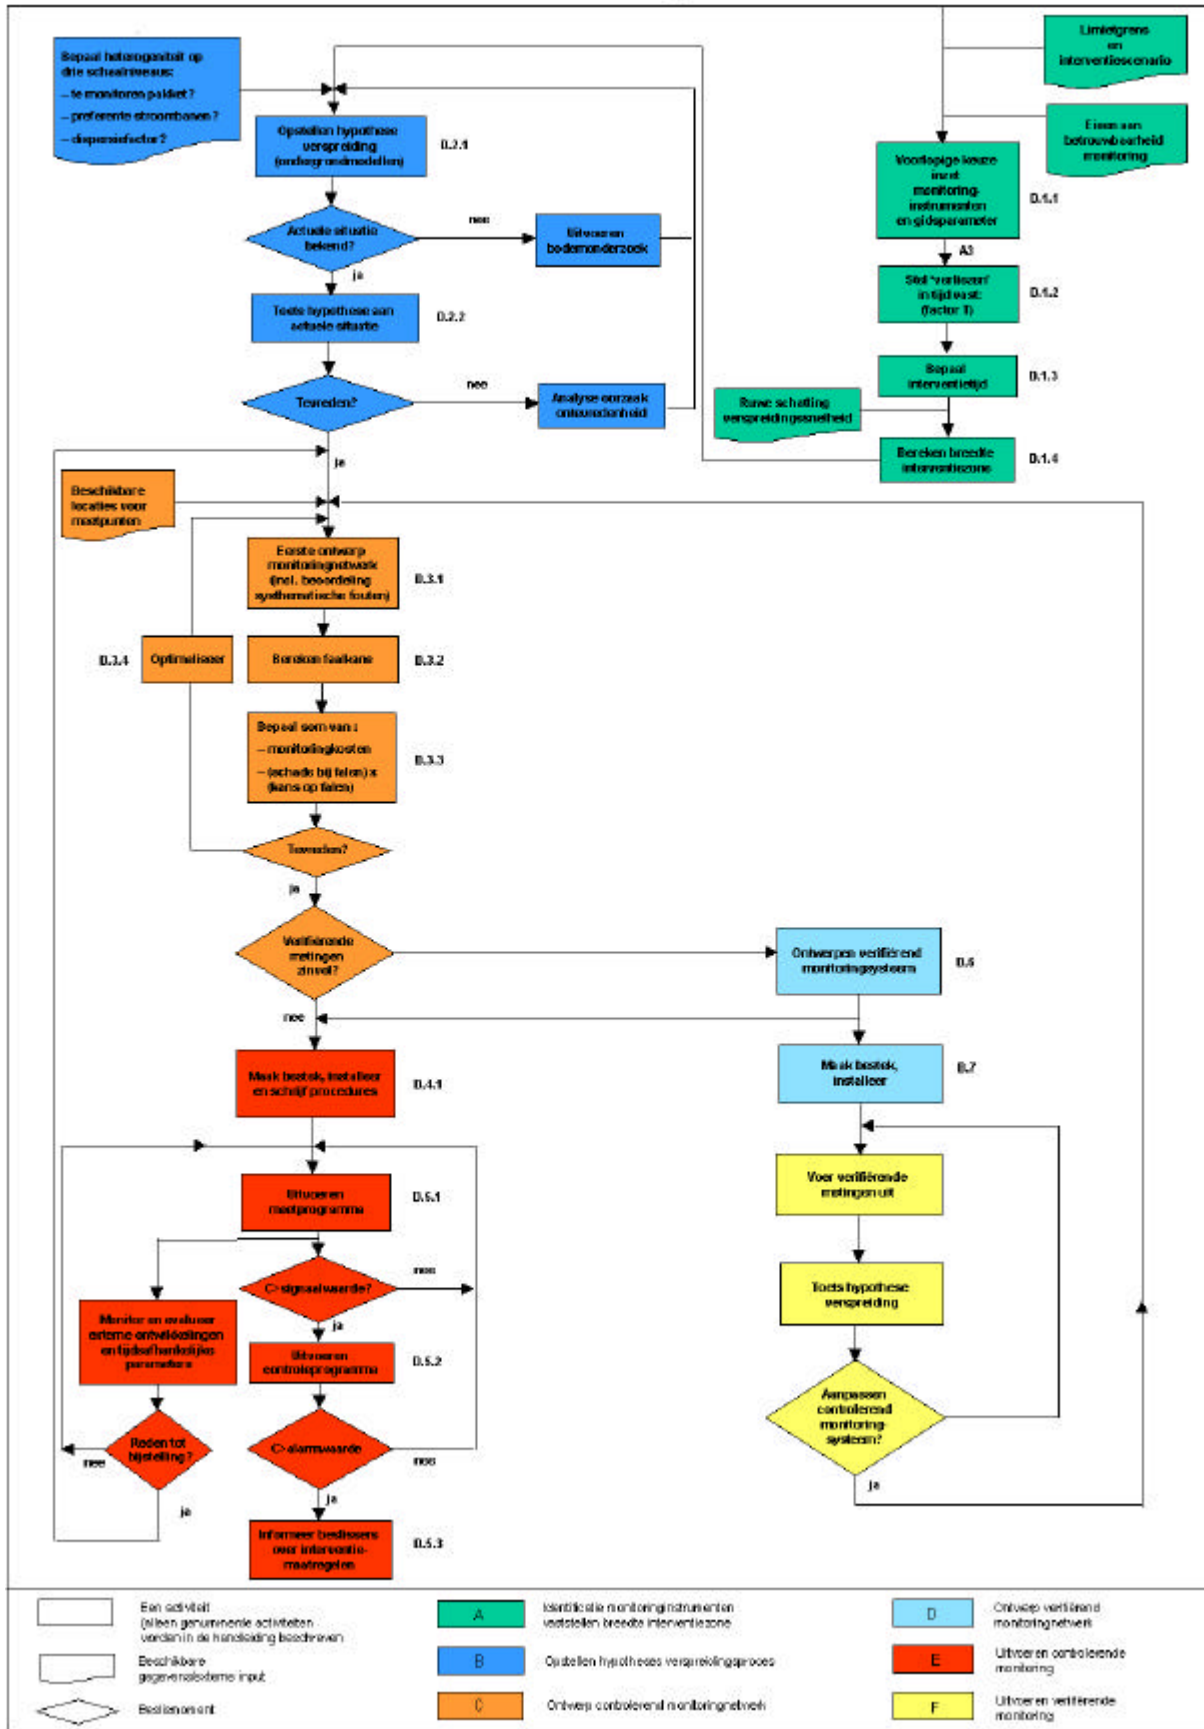 Bepaal heterogeniteit op
drie schaalniveaus:
– te monitoren pakket?
– preferente stroombanen?
– dispersiefactor?
Limietgrens
en
interventiescenario
Eisen aan
betrouwbaarheid
monitoring
Opstellen hypothese
verspreiding
(ondergrondmodellen)
D.2.1
Voorlopige keuze
inzet
monitoring-
instrumenten
en gidsparameter
D.1.1
Actuele situatie
bekend?
nee
Uitvoeren
bodemonderzoek
A3
ja
Stel 'verliezen'
in tijd vast:
(factor T)
D.1.2
Toets hypothese aan
actuele situatie
D.2.2
Bepaal
interventietijd
D.1.3
Tevreden?
nee
Analyse oorzaak
ontevredenheid
Ruwe schatting
verspreidingssnelheid
ja
Bereken breedte
interventiezone
D.1.4
Beschikbare
locaties voor
meetpunten
Eerste ontwerp
monitoringnetwerk
(incl. beoordeling
systhematische fouten)
D.3.1
D.3.4
Optimaliseer
Bereken faalkans
D.3.2
Bepaal som van :
– monitoringkosten
– (schade bij falen) x
(kans op falen)
D.3.3
Tevreden?
ja
Verifiërende
metingen
zinvol?
Ontwerpen verifiërend
monitoringsysteem
D.6
nee
Maak bestek, installeer
en schrijf procedures
D.4.1
Maak bestek,
installeer
D.7
Uitvoeren
meetprogramma
D.5.1
Voer verifiërende
metingen uit
C>signaalwaarde?
nee
Toets hypothese
verspreiding
Monitor en evalueer
externe ontwikkelingen
en tijdsafhankelijke
parameters
ja
Uitvoeren
controleprogramma
D.5.2
Aanpassen
controlerend
monitoring-
systeem?
Reden tot
bijstelling?
nee
C>alarmwaarde
nee
ja
ja
ja
Informeer beslissers
over interventie-
maatregelen
D.5.3
Een activiteit
(alleen genummerde activiteiten
worden in de handleiding beschreven
A
Identificatie monitoringinstrumenten
vaststellen breedte interventiezone
D
Ontwerp verifiërend
monitoringnetwerk
Beschikbare
gegevens/externe input
B
Opstellen hypotheses verspreidingsproces
E
Uitvoeren controlerende
monitoring
Beslismoment
C
Ontwerp controlerend monitoringnetwerk
F
Uitvoeren verifiërende
monitoring